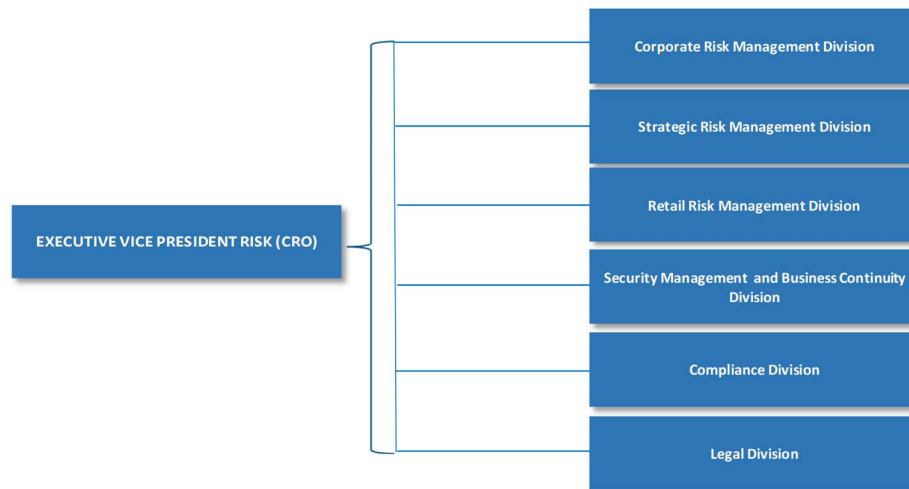 Corporate Risk Management Division
Strategic Risk Management Division
Retail Risk Management Division
EXECUTIVE VICE PRESIDENT RISK (CRO)
Security Management and Business Continuity
Division
Compliance Division
Legal Division